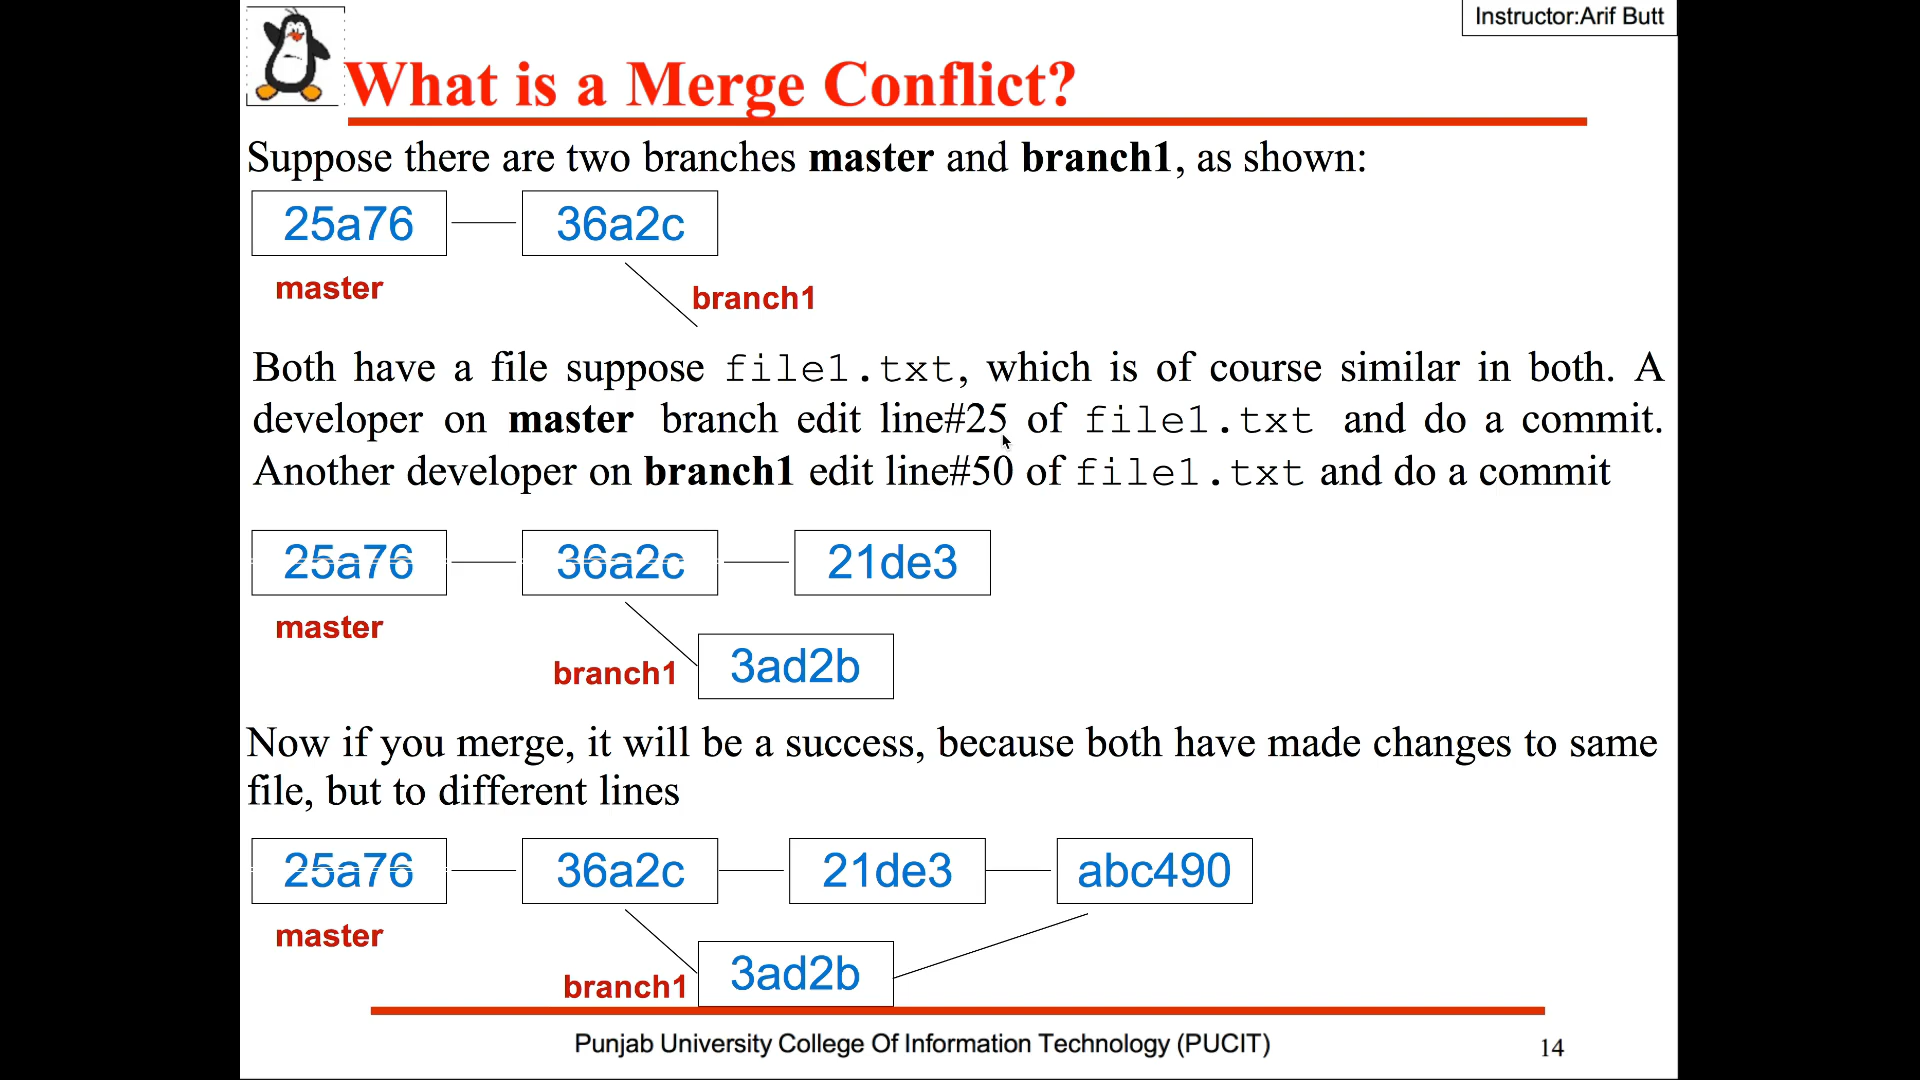 Instructor:Arif Butt
What is a Merge Conflict?
Suppose there are two branches master and branch1, as shown:
25a76 36a2c
master
branch1
Both have a file suppose file1.txt, which is of course similar in both. A
developer on master branch edit line#25 of file1.txt and do a commit.
Another developer on branch1 edit line#50 of file1.txt and do a commit
25a76 36a2c 21de3
master
branch1 3ad2b
Now if you merge, it will be a success, because both have made changes to same
file, but to different lines
25a76 36a2c 21de3 abc490
master
branch1 3ad2b
Punjab University College Of Information Technology (PUCIT) 14